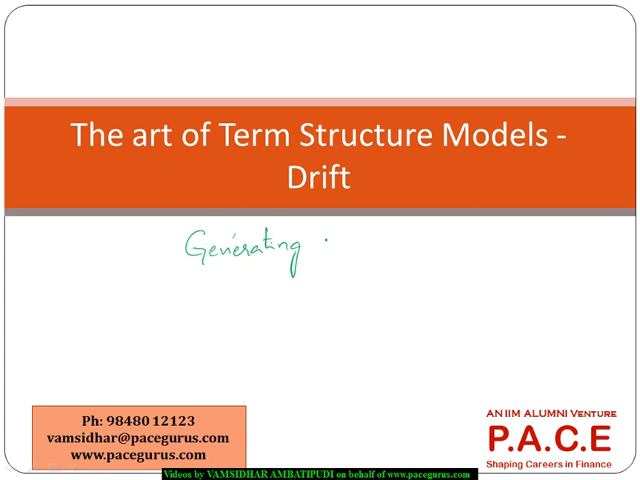 The art of Term Structure Models -
Drift
Generating
Ph: 98480 12123
vamsidhar@pacegurus.com
www.pacegurus.com
AN IIM ALUMNI VENTURE
P.A.C.E
Shaping Careers in Finance
Videos by VAMSIDHAR AMBATIPUDI on behalf of www.pacegurus.com